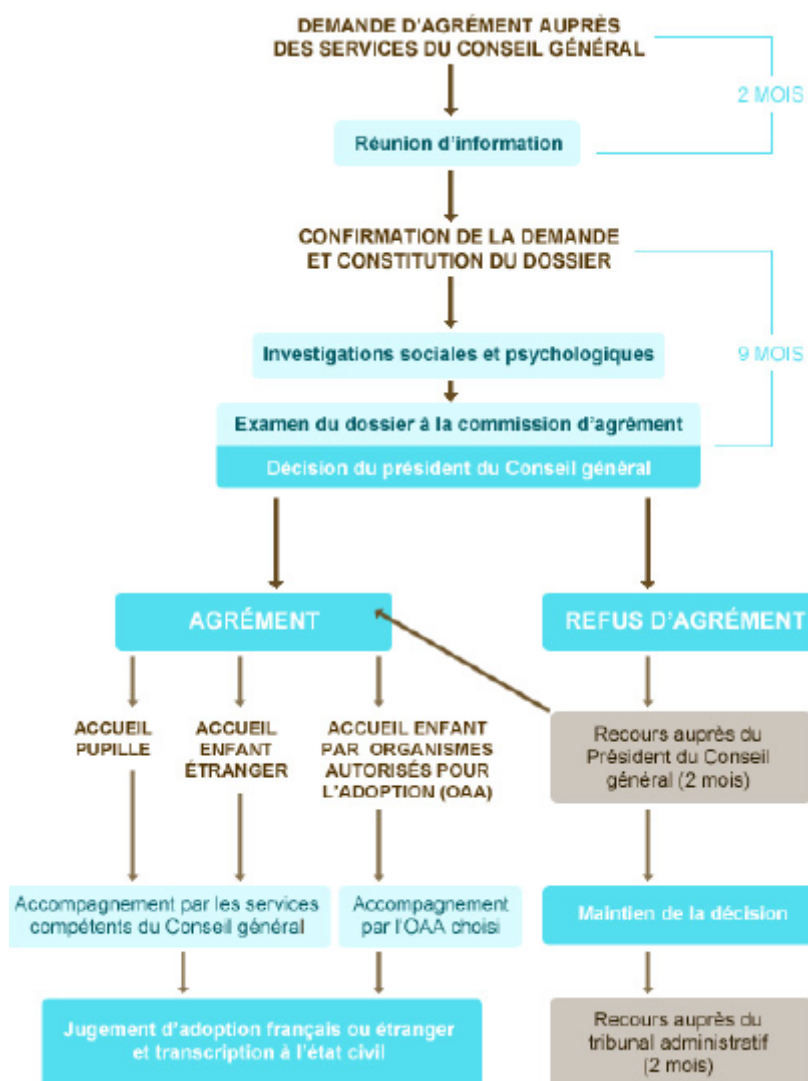 DEMANDE D'AGRÉMENT AUPRÈS
DES SERVICES DU CONSEIL GÉNÉRAL
2 MOIS
Réunion d'information
CONFIRMATION DE LA DEMANDE
ET CONSTITUTION DU DOSSIER
Investigations sociales et psychologiques
9 MOIS
Examen du dossier à la commission d'agrément
Décision du président du Conseil général
AGRÉMENT
REFUS D'AGRÉMENT
ACCUEIL
PUPILLE
ACCUEIL
ENFANT
ÉTRANGER
ACCUEIL ENFANT
PAR ORGANISMES
AUTORISÉS POUR
L'ADOPTION (OAA)
Recours auprès du
Président du Conseil
général (2 mois)
Accompagnement par les services
compétents du Conseil général
Accompagnement
par l'OAA choisi
Maintien de la décision
Jugement d'adoption français ou étranger
et transcription à l'état civil
Recours auprès du
tribunal administratif
(2 mois)